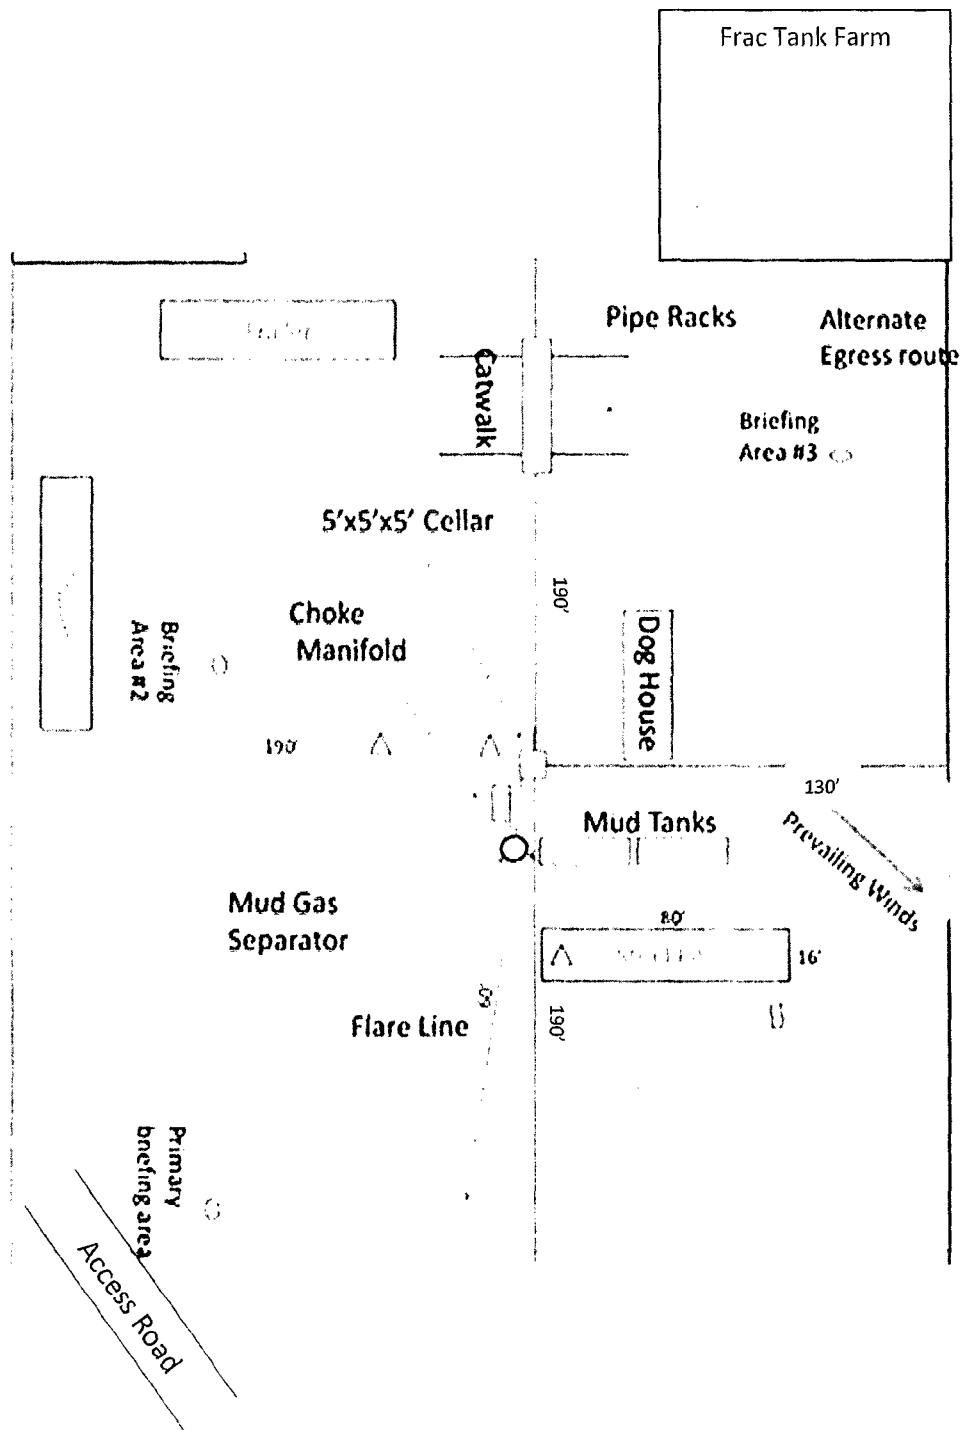 Frac Tank Farm
Pipe Racks
Alternate
Egress route
Catwalk
Briefing
Area #3
5'x5'x5' Cellar
190'
Choke
Manifold
Dog House
Briefing
Area #2
190'
130'
Mud Tanks
Prevailing Winds
Mud Gas
Separator
80'
16'
60'
190'
Flare Line
Primary
briefing area
Access Road